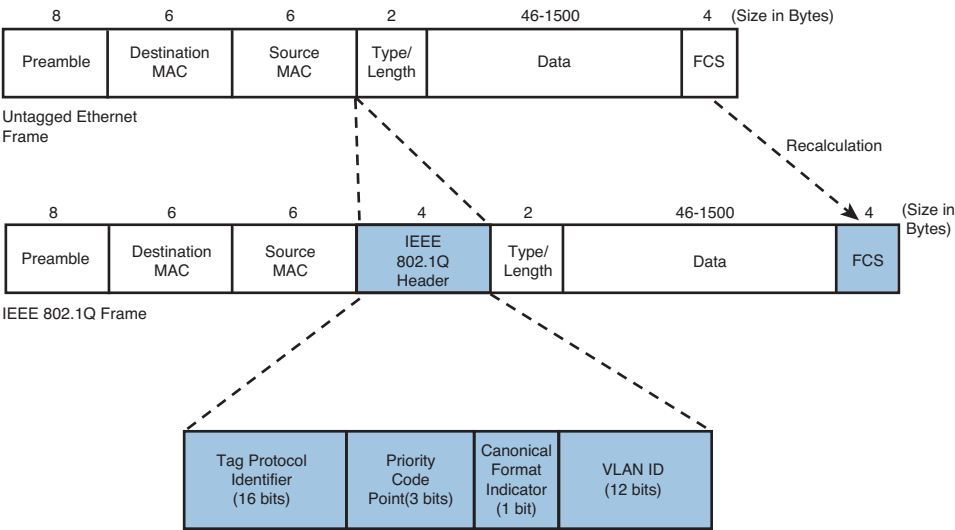 8 6 6 2 46-1500 4 (Size in Bytes)
Preamble
Destination
MAC
Source
MAC
Type/
Length
Data
FCS
Untagged Ethernet
Frame
Recalculation
8 6 6 4 2 46-1500 4 (Size in
Bytes)
Preamble
Destination
MAC
Source
MAC
IEEE
802.1Q
Header
Type/
Length
Data
FCS
IEEE 802.1Q Frame
Tag Protocol
Identifier
(16 bits)
Priority
Code
Point(3 bits)
Canonical
Format
Indicator
(1 bit)
VLAN ID
(12 bits)